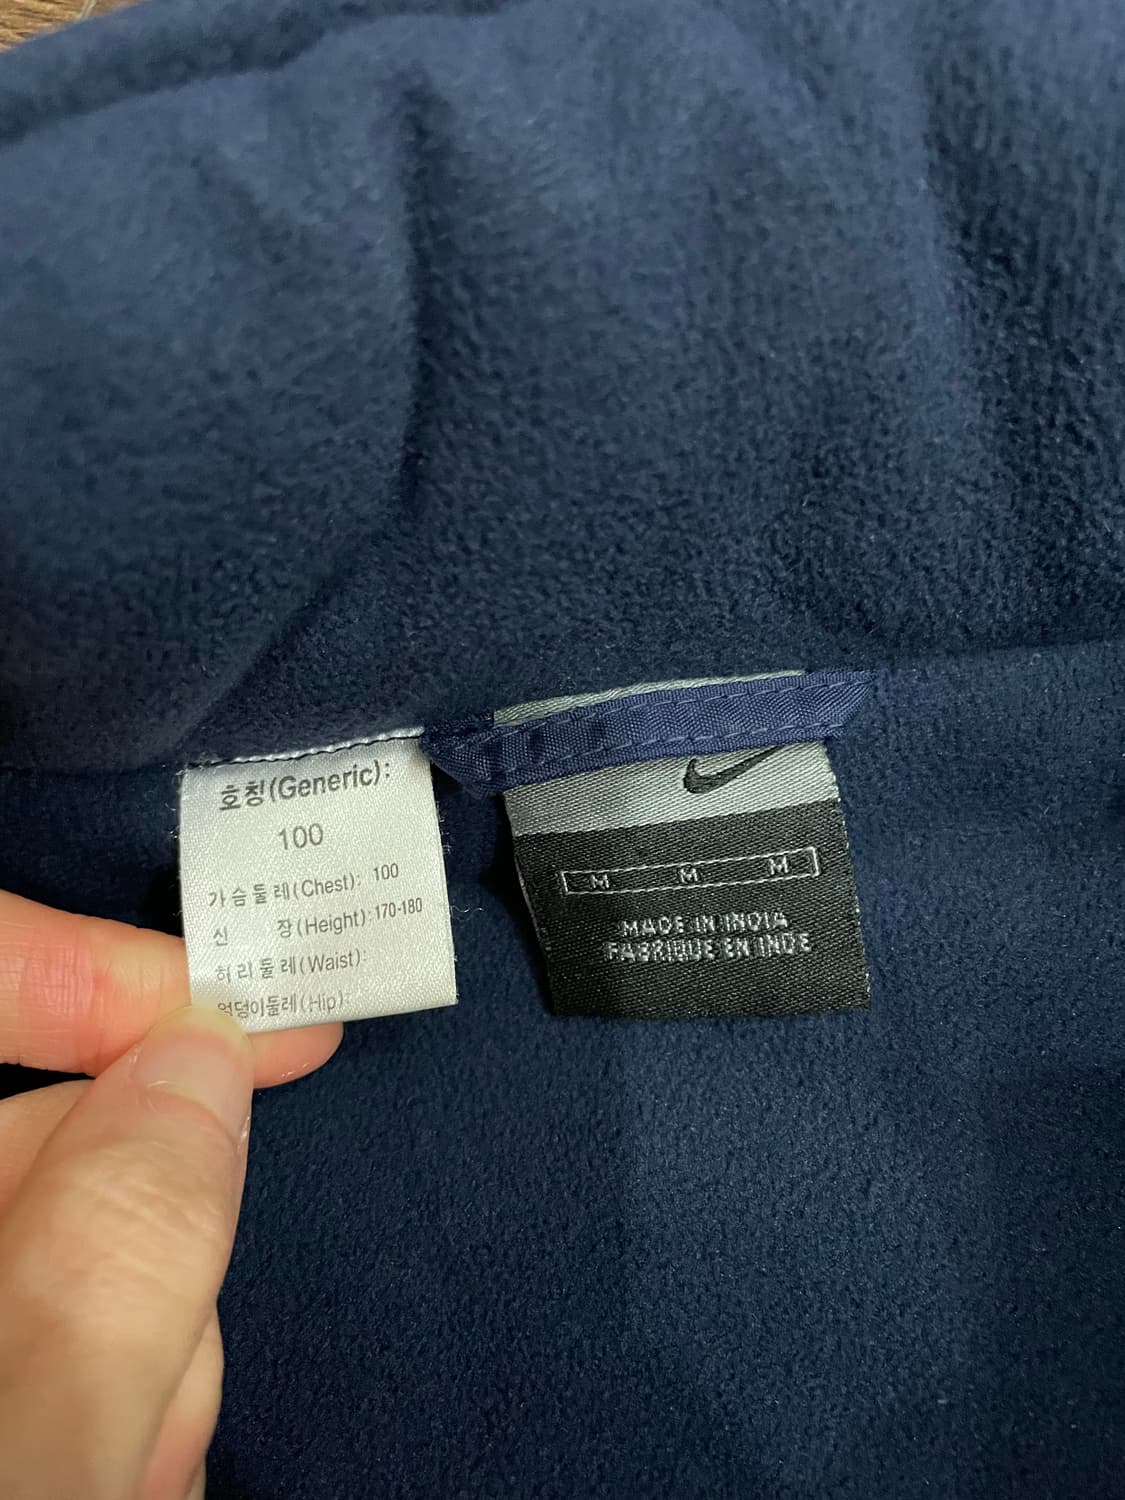 호칭(Generic):
100
가슴둘레(Chest): 100
신 장(Height): 170-180
허리둘레(Waist):
엉덩이둘레(Hip):
M M M
MADE IN INDIA
FABRIQUE EN INDE